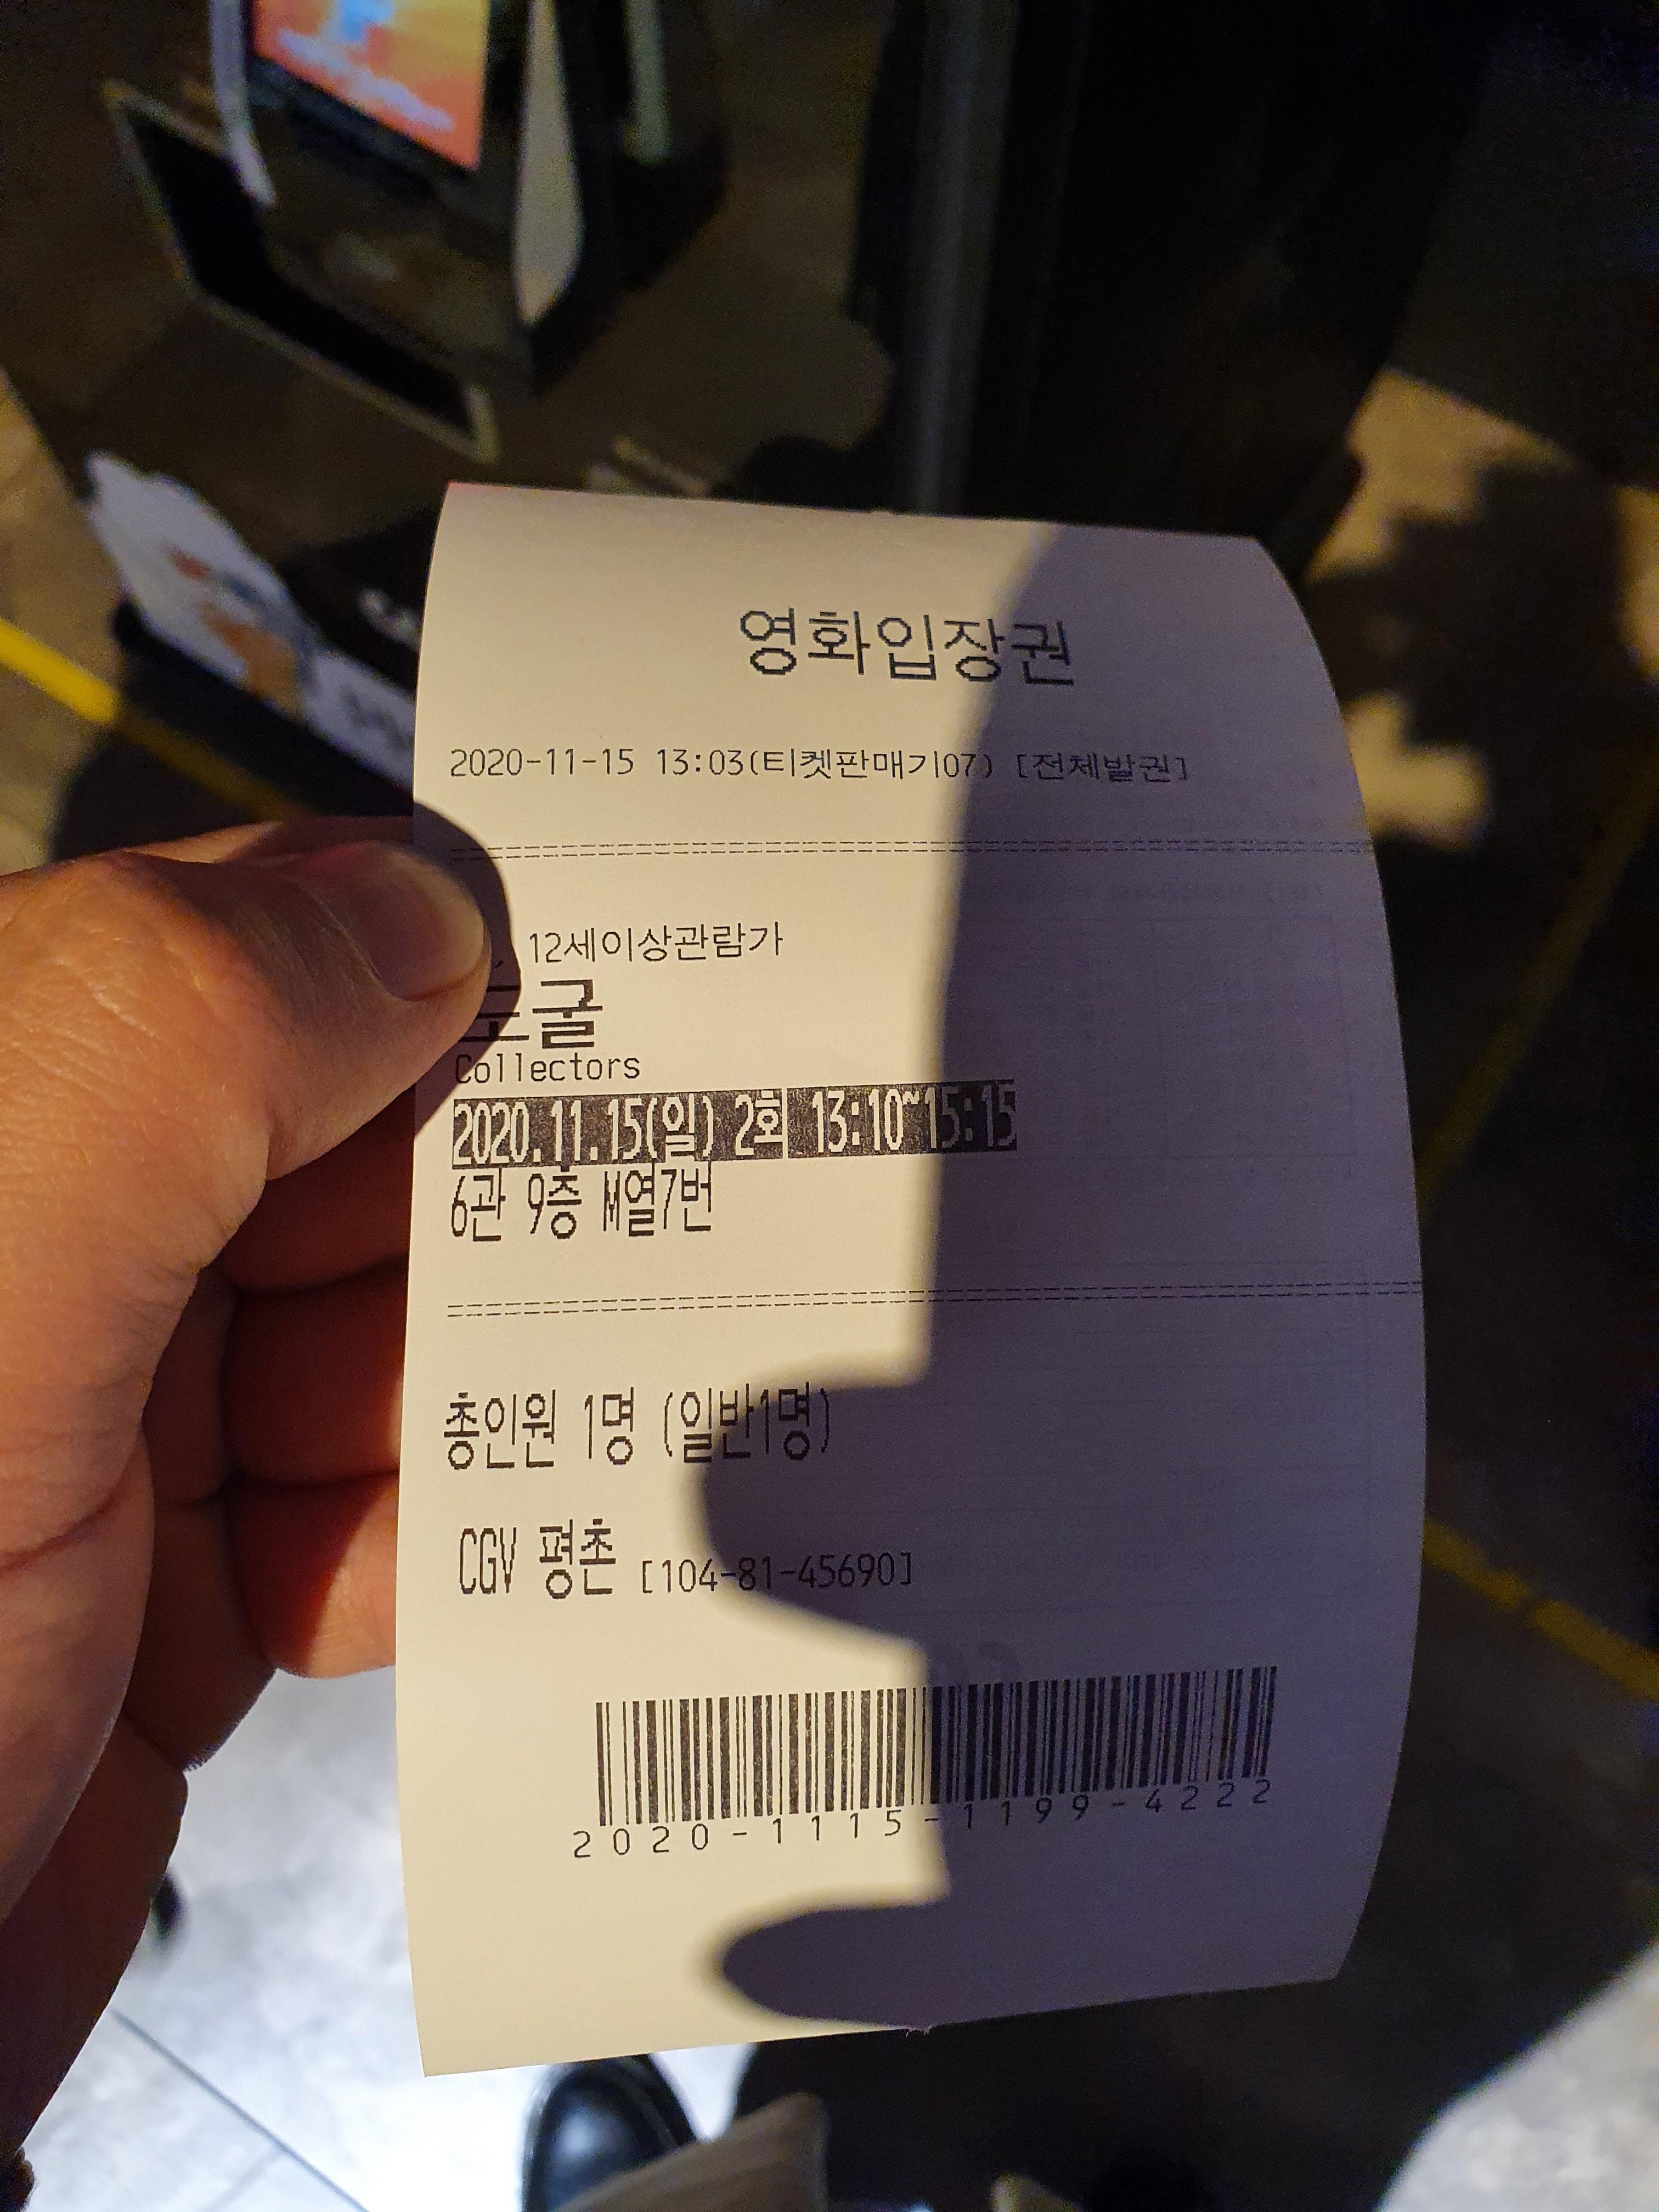 영화입장권
2020-11-15 13:03(티켓판매기07) [전체발권]
12세이상관람가
도굴
Collectors
2020.11.15(일) 2회 13:10~15:15
6관 9층 M열7번
총인원 1명 (일반1명)
CGV 평촌 [104-81-45690]
2020-1115-1199-4222